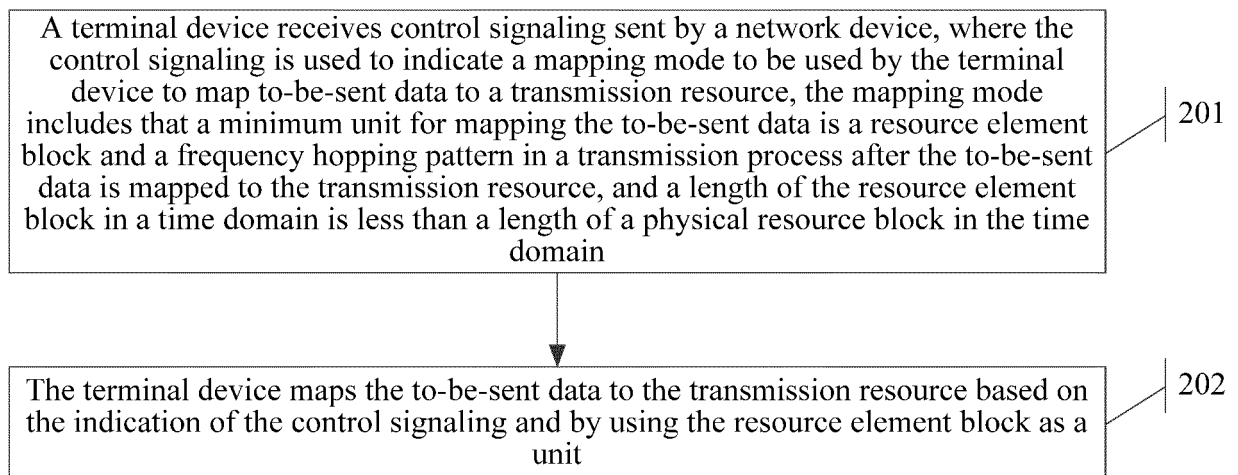 A terminal device receives control signaling sent by a network device, where the
control signaling is used to indicate a mapping mode to be used by the terminal
device to map to-be-sent data to a transmission resource, the mapping mode
includes that a minimum unit for mapping the to-be-sent data is a resource element
block and a frequency hopping pattern in a transmission process after the to-be-sent
data is mapped to the transmission resource, and a length of the resource element
block in a time domain is less than a length of a physical resource block in the time
domain
201
The terminal device maps the to-be-sent data to the transmission resource based on
the indication of the control signaling and by using the resource element block as a
unit
202